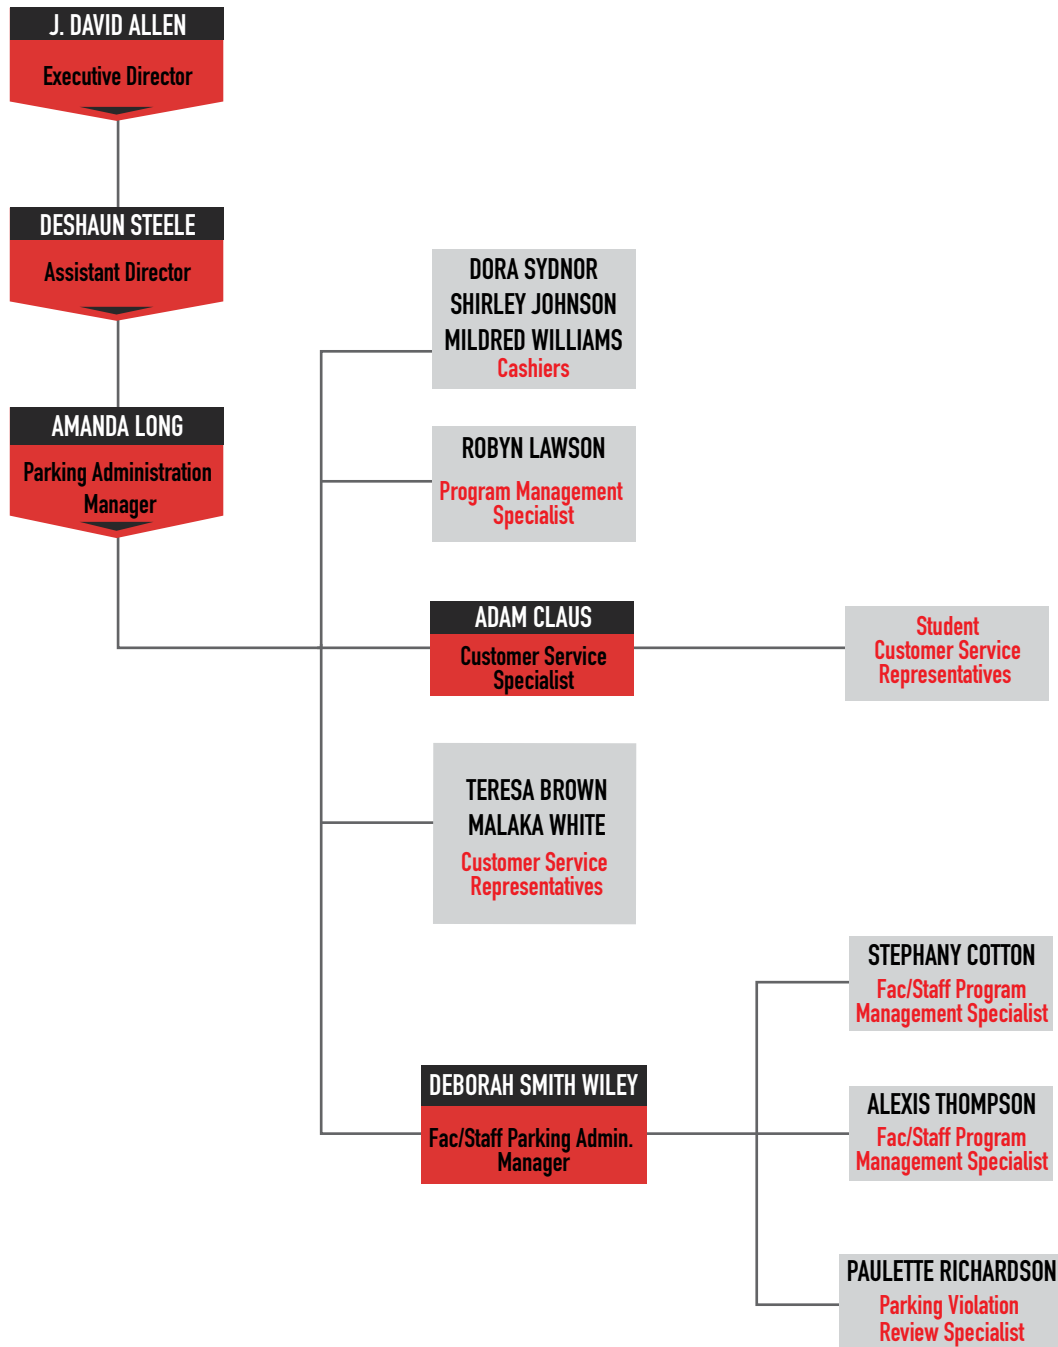 J. DAVID ALLEN
Executive Director
DESHAUN STEELE
Assistant Director
AMANDA LONG
Parking Administration
Manager
DORA SYDNOR
SHIRLEY JOHNSON
MILDRED WILLIAMS
Cashiers
ROBYN LAWSON
Program Management
Specialist
ADAM CLAUS
Customer Service
Specialist
Student
Customer Service
Representatives
TERESA BROWN
MALAKA WHITE
Customer Service
Representatives
DEBORAH SMITH WILEY
Fac/Staff Parking Admin.
Manager
STEPHANY COTTON
Fac/Staff Program
Management Specialist
ALEXIS THOMPSON
Fac/Staff Program
Management Specialist
PAULETTE RICHARDSON
Parking Violation
Review Specialist